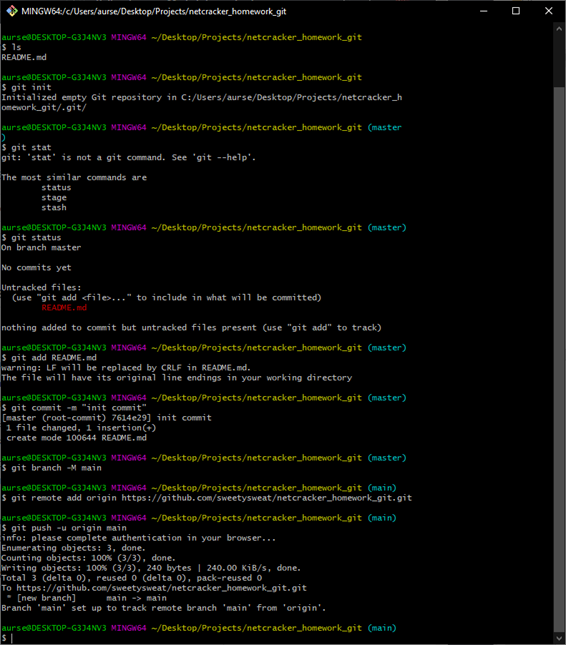 MINGW64:/c/Users/aurse/Desktop/Projects/netcracker_homework_git
aurse@DESKTOP-G3J4NV3 MINGW64 ~/Desktop/Projects/netcracker_homework_git
$ ls
README.md
aurse@DESKTOP-G3J4NV3 MINGW64 ~/Desktop/Projects/netcracker_homework_git
$ git init
Initialized empty Git repository in C:/Users/aurse/Desktop/Projects/netcracker_h
omework_git/.git/
aurse@DESKTOP-G3J4NV3 MINGW64 ~/Desktop/Projects/netcracker_homework_git (master
)
$ git stat
git: 'stat' is not a git command. See 'git --help'.
The most similar commands are
status
stage
stash
aurse@DESKTOP-G3J4NV3 MINGW64 ~/Desktop/Projects/netcracker_homework_git (master)
$ git status
On branch master
No commits yet
Untracked files:
(use "git add <file>..." to include in what will be committed)
README.md
nothing added to commit but untracked files present (use "git add" to track)
aurse@DESKTOP-G3J4NV3 MINGW64 ~/Desktop/Projects/netcracker_homework_git (master)
$ git add README.md
warning: LF will be replaced by CRLF in README.md.
The file will have its original line endings in your working directory
aurse@DESKTOP-G3J4NV3 MINGW64 ~/Desktop/Projects/netcracker_homework_git (master)
$ git commit -m "init commit"
[master (root-commit) 7614e29] init commit
1 file changed, 1 insertion(+)
create mode 100644 README.md
aurse@DESKTOP-G3J4NV3 MINGW64 ~/Desktop/Projects/netcracker_homework_git (master)
$ git branch -M main
aurse@DESKTOP-G3J4NV3 MINGW64 ~/Desktop/Projects/netcracker_homework_git (main)
$ git remote add origin https://github.com/sweetysweat/netcracker_homework_git.git
aurse@DESKTOP-G3J4NV3 MINGW64 ~/Desktop/Projects/netcracker_homework_git (main)
$ git push -u origin main
info: please complete authentication in your browser...
Enumerating objects: 3, done.
Counting objects: 100% (3/3), done.
Writing objects: 100% (3/3), 240 bytes | 240.00 KiB/s, done.
Total 3 (delta 0), reused 0 (delta 0), pack-reused 0
To https://github.com/sweetysweat/netcracker_homework_git.git
* [new branch] main -> main
Branch 'main' set up to track remote branch 'main' from 'origin'.
aurse@DESKTOP-G3J4NV3 MINGW64 ~/Desktop/Projects/netcracker_homework_git (main)
$